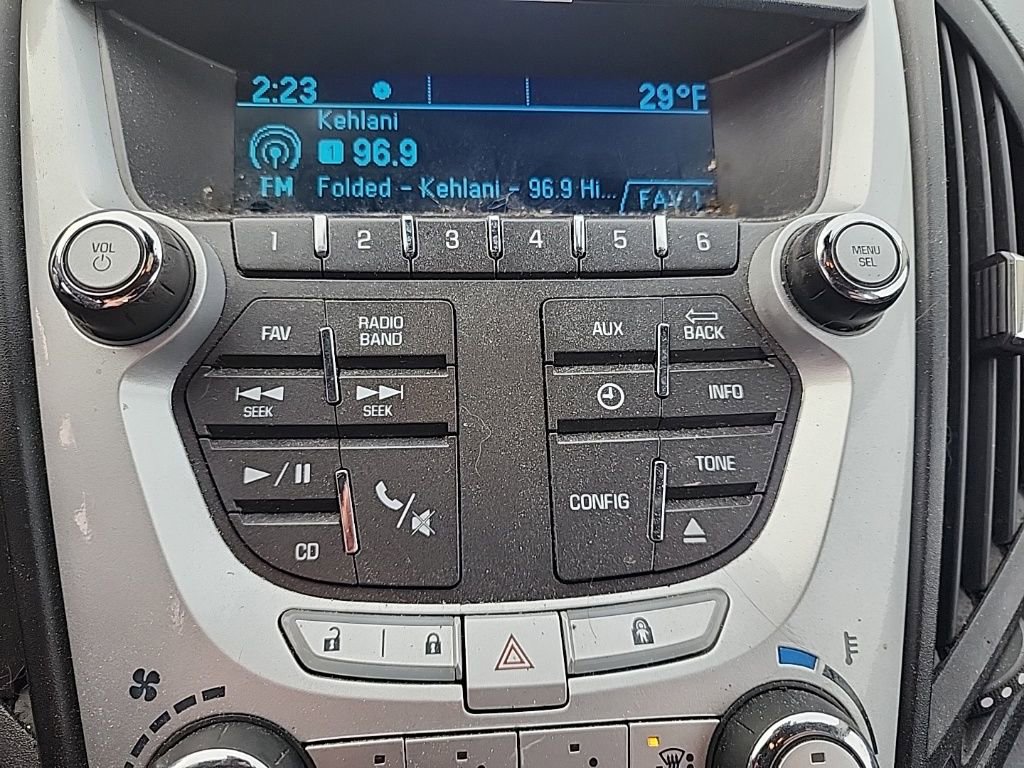 2:23 29°F
Kehlani
1 96.9
FM Folded - Kehlani - 96.9 Hi... FAV 1
1 2 3 4 5 6
VOL
MENU
SEL
FAV RADIO
BAND
AUX BACK
SEEK SEEK
INFO
CD
CONFIG TONE